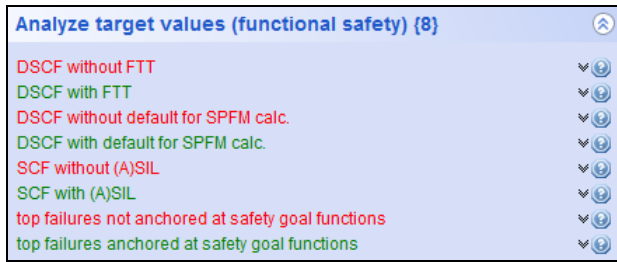 Analyze target values (functional safety) {8}
DSCF without FTT
DSCF with FTT
DSCF without default for SPFM calc.
DSCF with default for SPFM calc.
SCF without (A)SIL
SCF with (A)SIL
top failures not anchored at safety goal functions
top failures anchored at safety goal functions